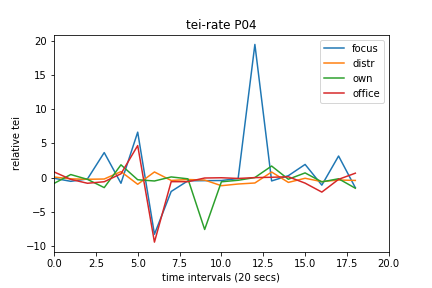 tei-rate P04
focus
distr
own
office
relative tei
20
15
10
5
0
−5
−10
0.0 2.5 5.0 7.5 10.0 12.5 15.0 17.5 20.0
time intervals (20 secs)